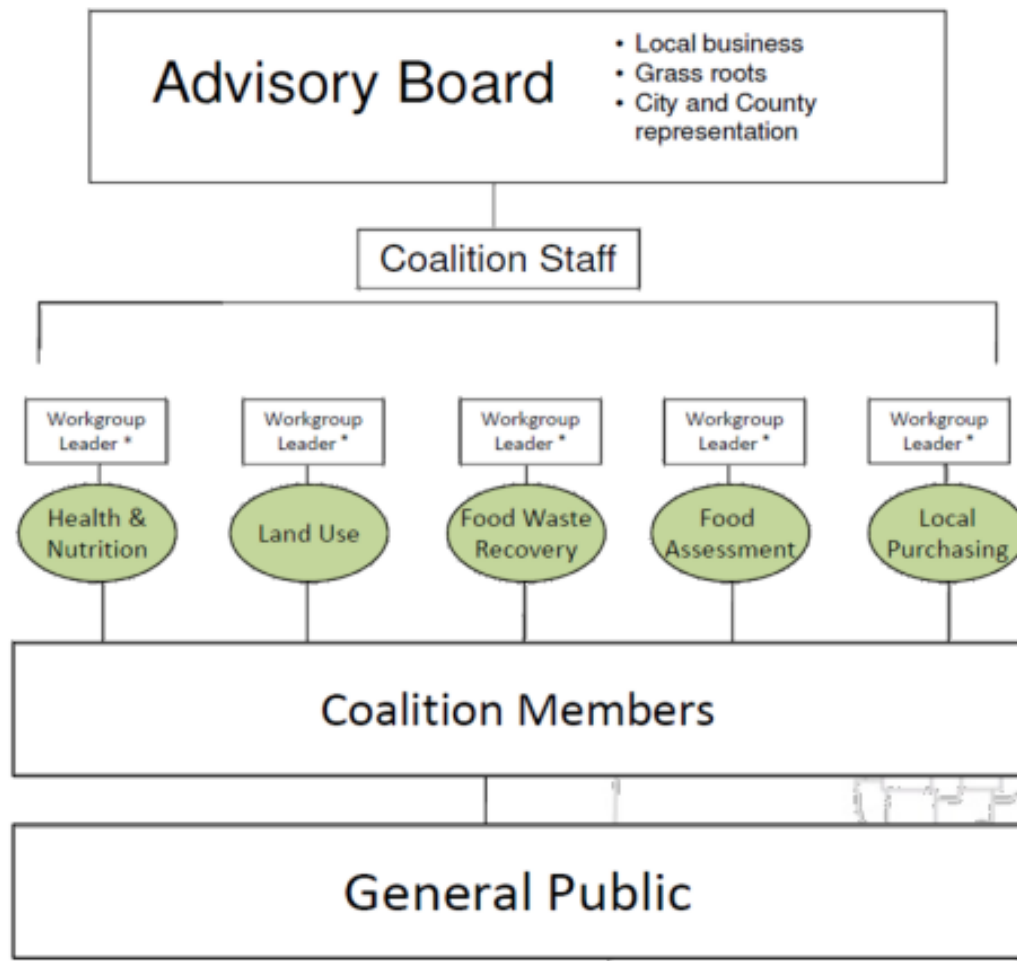 Advisory Board
• Local business
• Grass roots
• City and County
representation
Coalition Staff
Workgroup
Leader *
Workgroup
Leader *
Workgroup
Leader *
Workgroup
Leader *
Workgroup
Leader *
Health &
Nutrition
Land Use
Food Waste
Recovery
Food
Assessment
Local
Purchasing
Coalition Members
General Public